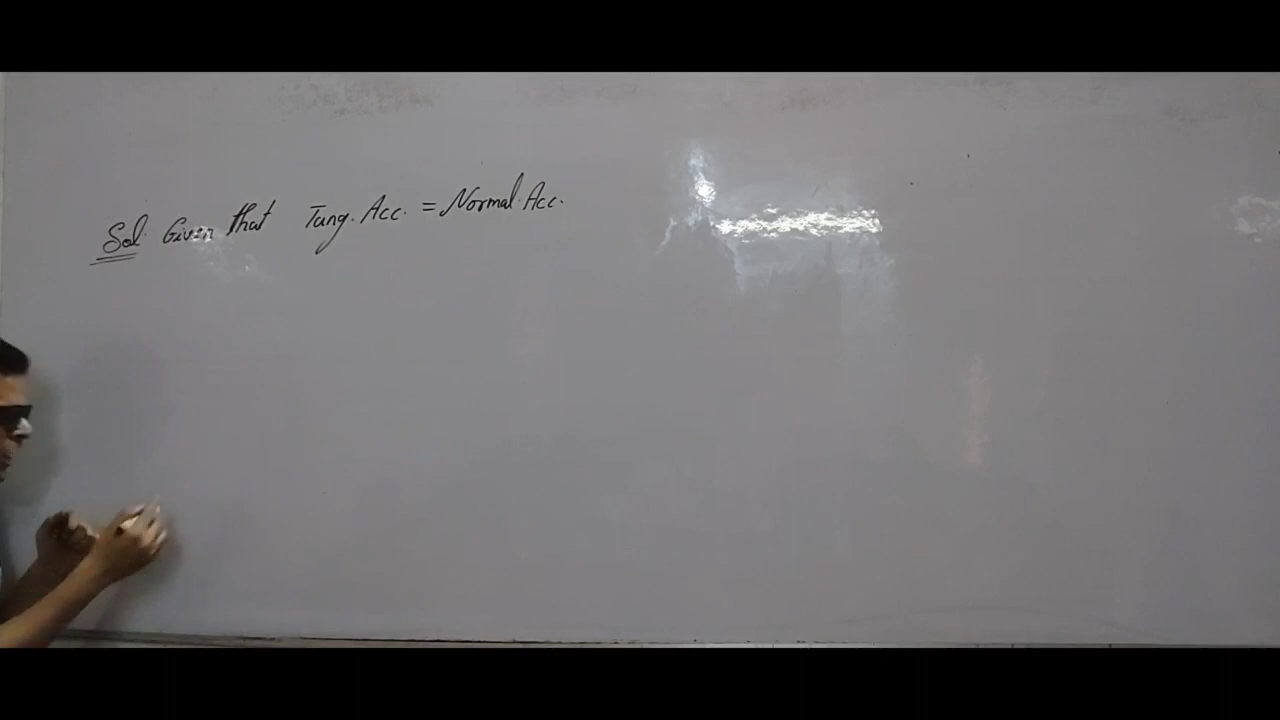 Sol. Given that Tang. Acc. = Normal. Acc.